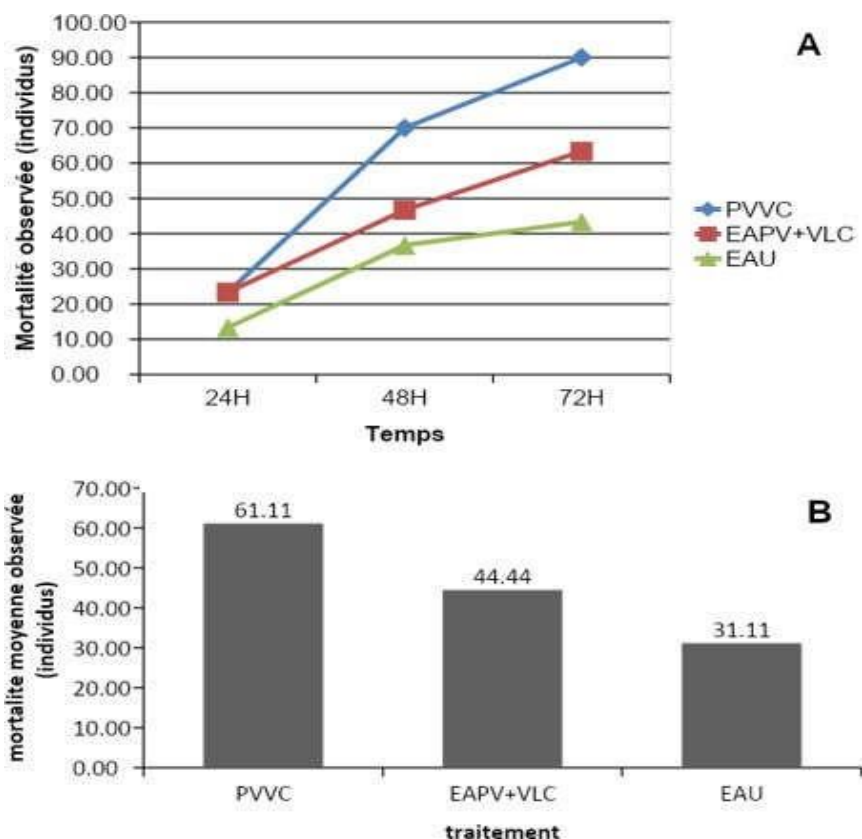 100.00
90.00
80.00
70.00
60.00
50.00
40.00
30.00
20.00
10.00
0.00
Mortalité observée (individus)
A
PVVC
EAPV+VLC
EAU
24H 48H 72H
Temps
70.00
60.00
50.00
40.00
30.00
20.00
10.00
0.00
mortalite moyenne observée
(individus)
B
61.11
44.44
31.11
PVVC EAPV+VLC EAU
traitement